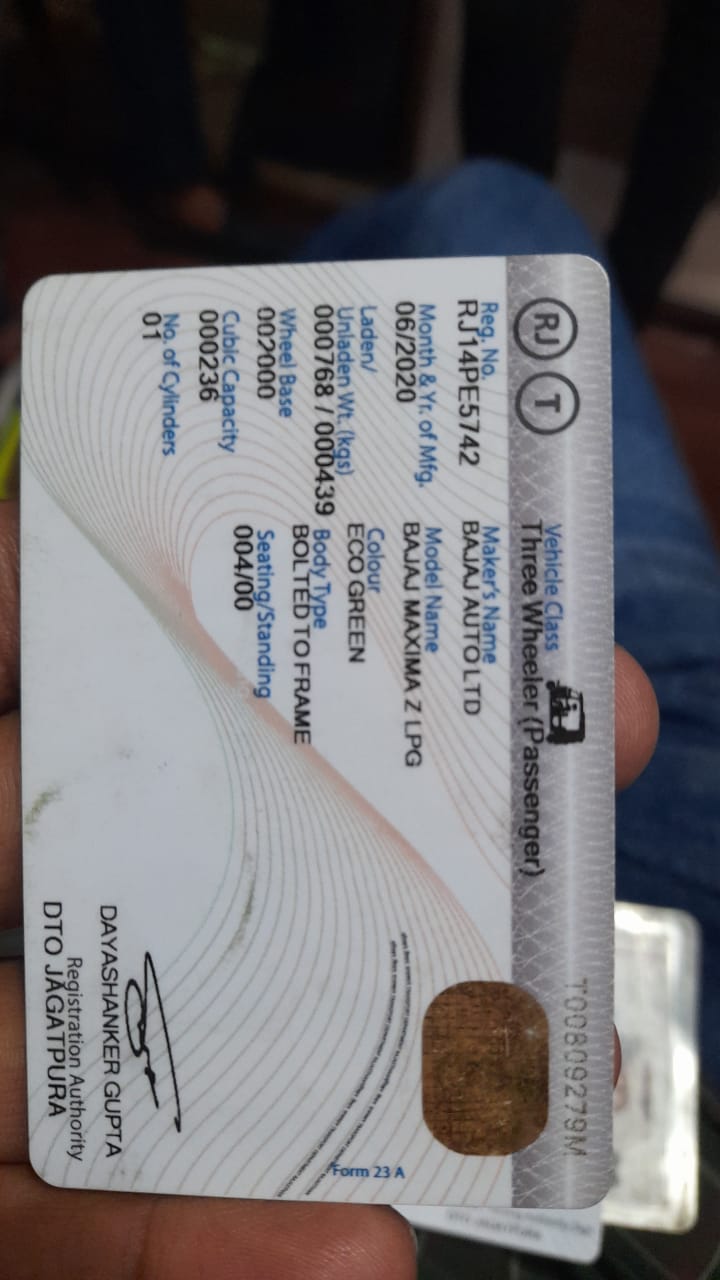 RJ T
Vehicle Class
Three Wheeler (Passenger)
T00809279M
Reg. No.
RJ14PE5742
Maker's Name
BAJAJ AUTO LTD
Month & Yr. of Mfg.
06/2020
Model Name
BAJAJ MAXIMA Z LPG
Laden/
Unladen Wt. (kgs)
000768 / 000439
Colour
ECO GREEN
Wheel Base
002000
Body Type
BOLTED TO FRAME
Cubic Capacity
000236
Seating/Standing
004/00
No. of Cylinders
01
Form 23 A
DAYASHANKER GUPTA
Registration Authority
DTO JAGATPURA